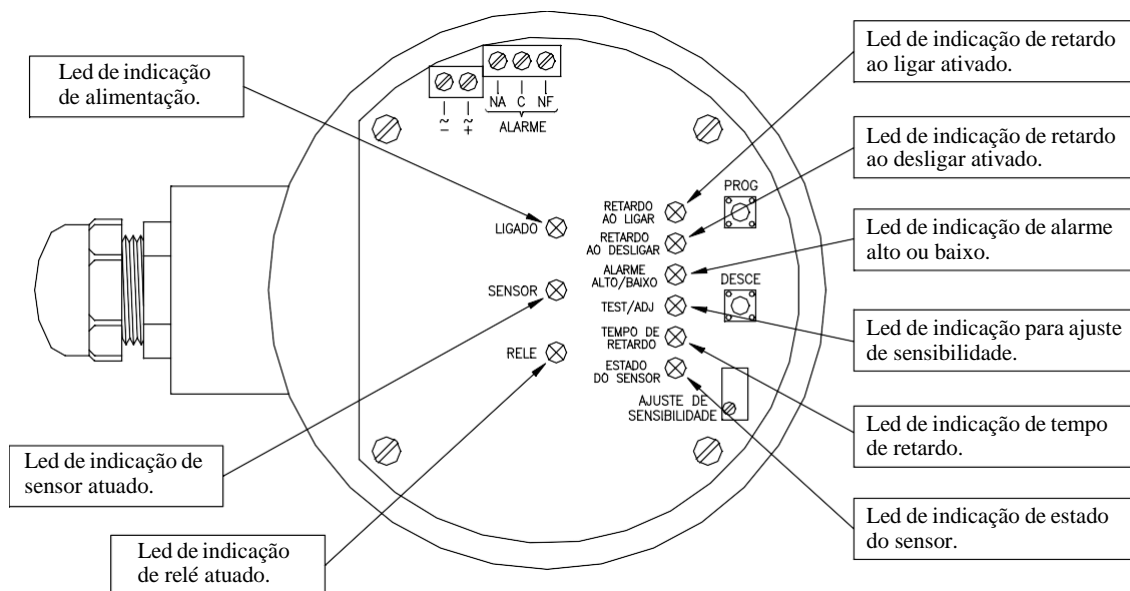 Led de indicação
de alimentação.
Led de indicação de
sensor atuado.
Led de indicação
de relé atuado.
~ ~
- +
NA C NF
ALARME
LIGADO
SENSOR
RELE
RETARDO
AO LIGAR
RETARDO
AO DESLIGAR
ALARME
ALTO/BAIXO
TEST/ADJ
TEMPO DE
RETARDO
ESTADO
DO SENSOR
AJUSTE DE
SENSIBILIDADE
PROG
DESCE
Led de indicação de retardo
ao ligar ativado.
Led de indicação de retardo
ao desligar ativado.
Led de indicação de alarme
alto ou baixo.
Led de indicação para ajuste
de sensibilidade.
Led de indicação de tempo
de retardo.
Led de indicação de estado
do sensor.